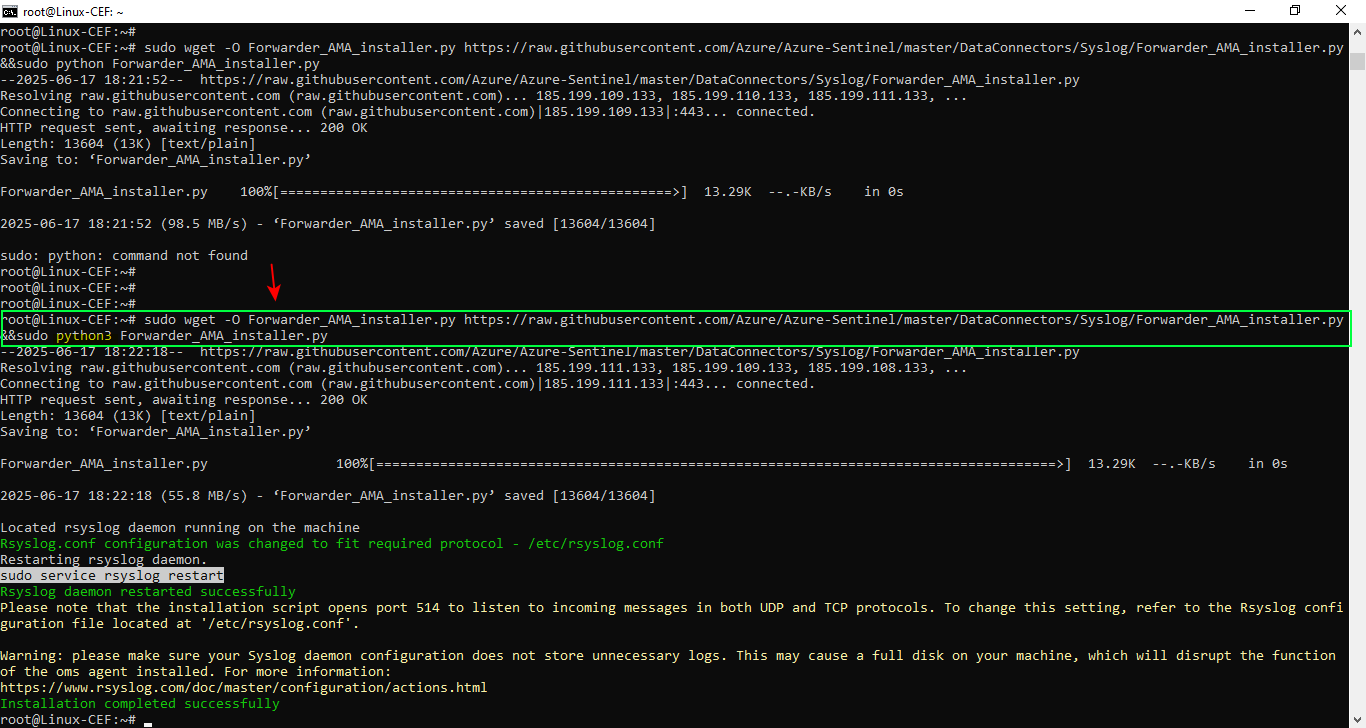 root@Linux-CEF: ~
root@Linux-CEF:~#
root@Linux-CEF:~# sudo wget -O Forwarder_AMA_installer.py https://raw.githubusercontent.com/Azure/Azure-Sentinel/master/DataConnectors/Syslog/Forwarder_AMA_installer.py
&&sudo python Forwarder_AMA_installer.py
--2025-06-17 18:21:52--  https://raw.githubusercontent.com/Azure/Azure-Sentinel/master/DataConnectors/Syslog/Forwarder_AMA_installer.py
Resolving raw.githubusercontent.com (raw.githubusercontent.com)... 185.199.109.133, 185.199.110.133, 185.199.111.133, ...
Connecting to raw.githubusercontent.com (raw.githubusercontent.com)|185.199.109.133|:443... connected.
HTTP request sent, awaiting response... 200 OK
Length: 13604 (13K) [text/plain]
Saving to: ‘Forwarder_AMA_installer.py’
Forwarder_AMA_installer.py    100%[=================================================>]  13.29K  --.-KB/s    in 0s
2025-06-17 18:21:52 (98.5 MB/s) - ‘Forwarder_AMA_installer.py’ saved [13604/13604]
sudo: python: command not found
root@Linux-CEF:~#
root@Linux-CEF:~#
root@Linux-CEF:~#
root@Linux-CEF:~# sudo wget -O Forwarder_AMA_installer.py https://raw.githubusercontent.com/Azure/Azure-Sentinel/master/DataConnectors/Syslog/Forwarder_AMA_installer.py
&&sudo python3 Forwarder_AMA_installer.py
--2025-06-17 18:22:18--  https://raw.githubusercontent.com/Azure/Azure-Sentinel/master/DataConnectors/Syslog/Forwarder_AMA_installer.py
Resolving raw.githubusercontent.com (raw.githubusercontent.com)... 185.199.111.133, 185.199.109.133, 185.199.108.133, ...
Connecting to raw.githubusercontent.com (raw.githubusercontent.com)|185.199.111.133|:443... connected.
HTTP request sent, awaiting response... 200 OK
Length: 13604 (13K) [text/plain]
Saving to: ‘Forwarder_AMA_installer.py’
Forwarder_AMA_installer.py                100%[=====================================================================================>]  13.29K  --.-KB/s    in 0s
2025-06-17 18:22:18 (55.8 MB/s) - ‘Forwarder_AMA_installer.py’ saved [13604/13604]
Located rsyslog daemon running on the machine
Rsyslog.conf configuration was changed to fit required protocol - /etc/rsyslog.conf
Restarting rsyslog daemon.
sudo service rsyslog restart
Rsyslog daemon restarted successfully
Please note that the installation script opens port 514 to listen to incoming messages in both UDP and TCP protocols. To change this setting, refer to the Rsyslog confi
guration file located at '/etc/rsyslog.conf'.
Warning: please make sure your Syslog daemon configuration does not store unnecessary logs. This may cause a full disk on your machine, which will disrupt the function
of the oms agent installed. For more information:
https://www.rsyslog.com/doc/master/configuration/actions.html
Installation completed successfully
root@Linux-CEF:~#